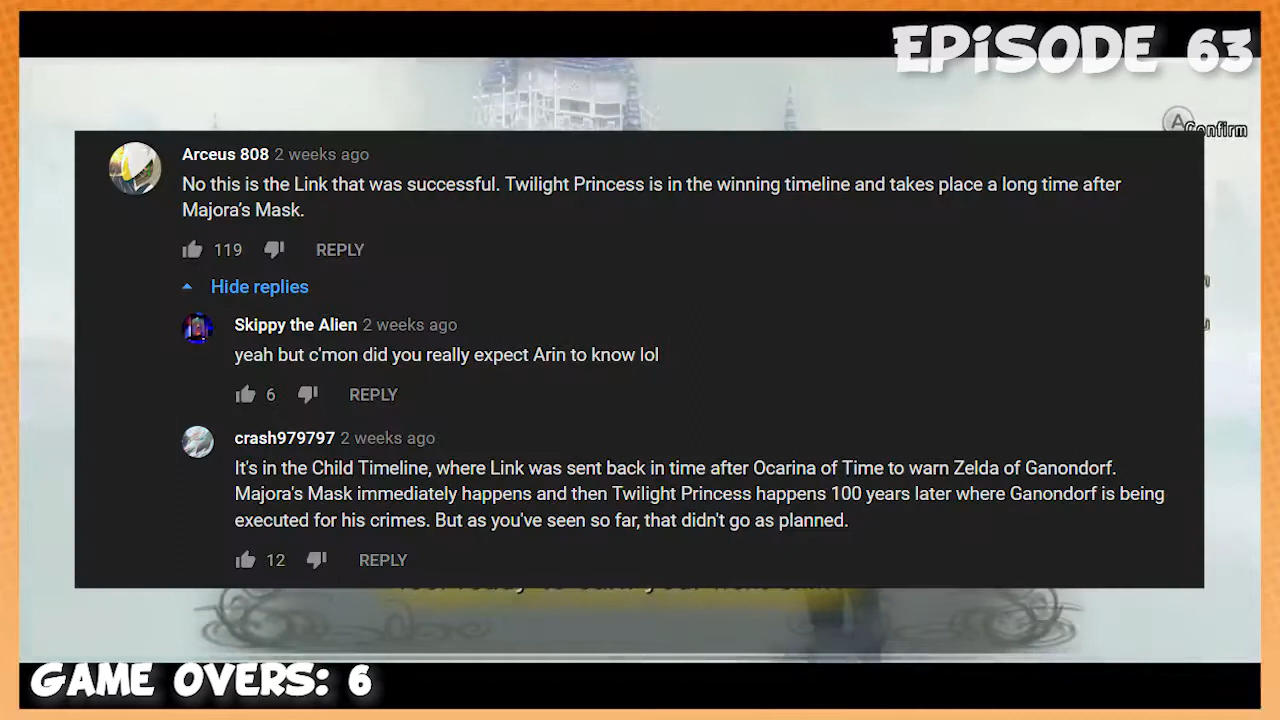 EPiSODE 63
Confirm
Arceus 808 2 weeks ago
No this is the Link that was successful. Twilight Princess is in the winning timeline and takes place a long time after
Majora’s Mask.
119 REPLY
Hide replies
Skippy the Alien 2 weeks ago
yeah but c'mon did you really expect Arin to know lol
6 REPLY
crash979797 2 weeks ago
It's in the Child Timeline, where Link was sent back in time after Ocarina of Time to warn Zelda of Ganondorf.
Majora's Mask immediately happens and then Twilight Princess happens 100 years later where Ganondorf is being
executed for his crimes. But as you've seen so far, that didn't go as planned.
12 REPLY
GAME OVERS: 6